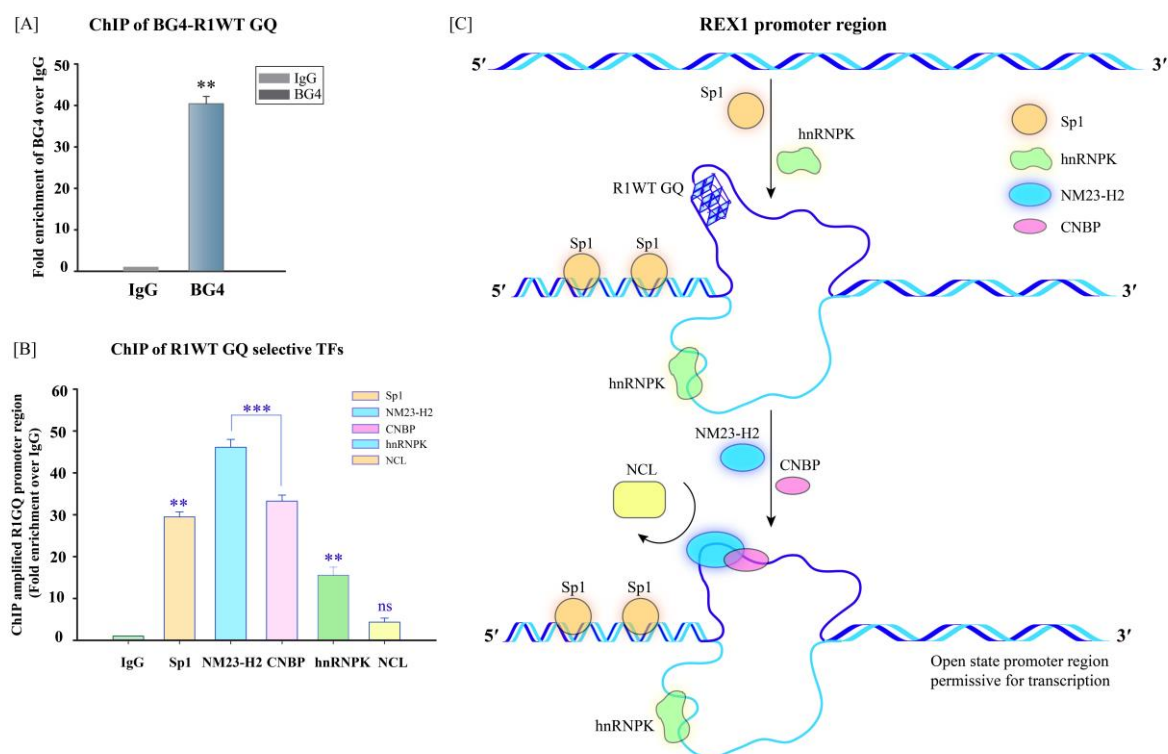 [A]
ChIP of BG4-R1WT GQ
Fold enrichment of BG4 over IgG
50
40
30
20
10
0
**
IgG
BG4
IgG
BG4
[B]
ChIP of R1WT GQ selective TFs
ChIP amplified R1GQ promoter region
(Fold enrichment over IgG)
60
50
40
30
20
10
0
Sp1
NM23-H2
CNBP
hnRNPK
NCL
**
***
**
ns
IgG
Sp1
NM23-H2
CNBP
hnRNPK
NCL
[C]
REX1 promoter region
5′
3′
Sp1
hnRNPK
Sp1
hnRNPK
NM23-H2
CNBP
R1WT GQ
Sp1
Sp1
5′
3′
hnRNPK
NM23-H2
CNBP
NCL
Sp1
Sp1
5′
3′
Open state promoter region
permissive for transcription
hnRNPK